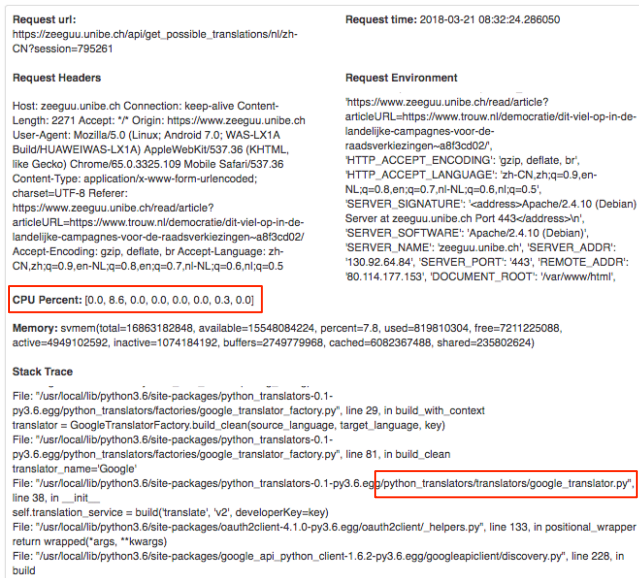 Request url:
https://zeeguu.unibe.ch/api/get_possible_translations/nl/zh-
CN?session=795261
Request time: 2018-03-21 08:32:24.286050
Request Headers
Host: zeeguu.unibe.ch Connection: keep-alive Content-
Length: 2271 Accept: */* Origin: https://www.zeeguu.unibe.ch
User-Agent: Mozilla/5.0 (Linux; Android 7.0; WAS-LX1A
Build/HUAWEIWAS-LX1A) AppleWebKit/537.36 (KHTML,
like Gecko) Chrome/65.0.3325.109 Mobile Safari/537.36
Content-Type: application/x-www-form-urlencoded;
charset=UTF-8 Referer:
https://www.zeeguu.unibe.ch/read/article?
articleURL=https://www.trouw.nl/democratie/dit-viel-op-in-de-
landelijke-campagnes-voor-de-raadsverkiezingen~a8f3cd02/
Accept-Encoding: gzip, deflate, br Accept-Language: zh-
CN,zh;q=0.9,en-NL;q=0.8,en;q=0.7,nl-NL;q=0.6,nl;q=0.5
Request Environment
'https://www.zeeguu.unibe.ch/read/article?
articleURL=https://www.trouw.nl/democratie/dit-viel-op-in-de-
landelijke-campagnes-voor-de-
raadsverkiezingen~a8f3cd02/',
'HTTP_ACCEPT_ENCODING': 'gzip, deflate, br',
'HTTP_ACCEPT_LANGUAGE': 'zh-CN,zh;q=0.9,en-
NL;q=0.8,en;q=0.7,nl-NL;q=0.6,nl;q=0.5',
'SERVER_SIGNATURE': '<address>Apache/2.4.10 (Debian)
Server at zeeguu.unibe.ch Port 443</address>\n',
'SERVER_SOFTWARE': 'Apache/2.4.10 (Debian)',
'SERVER_NAME': 'zeeguu.unibe.ch', 'SERVER_ADDR':
'130.92.64.84', 'SERVER_PORT': '443', 'REMOTE_ADDR':
'80.114.177.153', 'DOCUMENT_ROOT': '/var/www/html',
CPU Percent: [0.0, 8.6, 0.0, 0.0, 0.0, 0.0, 0.3, 0.0]
Memory: svmem(total=16863182848, available=15548084224, percent=7.8, used=819810304, free=7211225088,
active=4949102592, inactive=1074184192, buffers=2749779968, cached=6082367488, shared=235802624)
Stack Trace
File: "/usr/local/lib/python3.6/site-packages/python_translators-0.1-
py3.6.egg/python_translators/factories/google_translator_factory.py", line 29, in build_with_context
translator = GoogleTranslatorFactory.build_clean(source_language, target_language, key)
File: "/usr/local/lib/python3.6/site-packages/python_translators-0.1-
py3.6.egg/python_translators/factories/google_translator_factory.py", line 81, in build_clean
translator_name='Google'
File: "/usr/local/lib/python3.6/site-packages/python_translators-0.1-py3.6.egg/python_translators/translators/google_translator.py",
line 38, in __init__
self.translation_service = build('translate', 'v2', developerKey=key)
File: "/usr/local/lib/python3.6/site-packages/oauth2client-4.1.0-py3.6.egg/oauth2client/_helpers.py", line 133, in positional_wrapper
return wrapped(*args, **kwargs)
File: "/usr/local/lib/python3.6/site-packages/google_api_python_client-1.6.2-py3.6.egg/googleapiclient/discovery.py", line 228, in
build